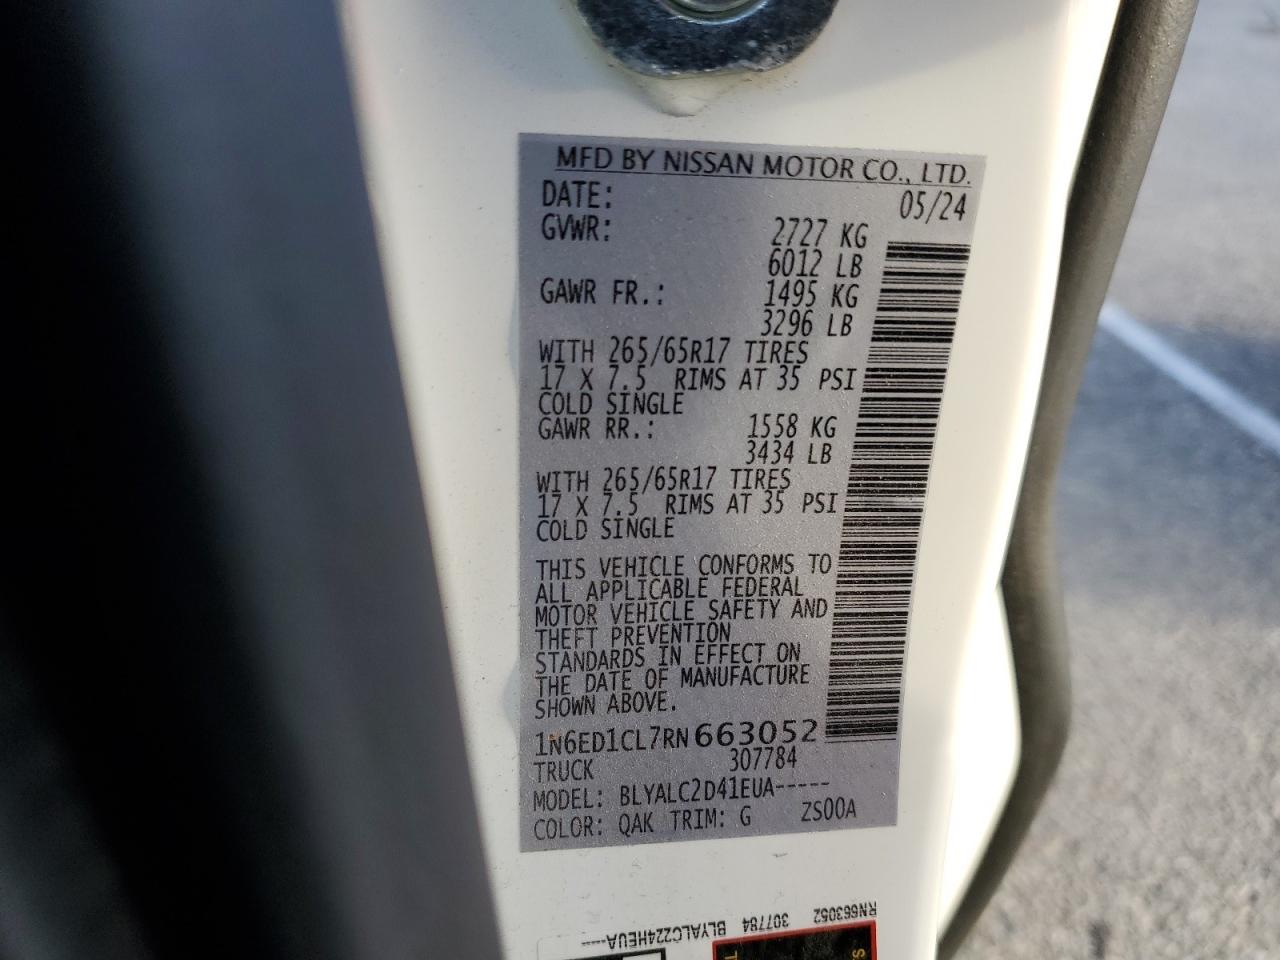 MFD BY NISSAN MOTOR CO., LTD.
DATE: 05/24
GVWR: 2727 KG
6012 LB
GAWR FR.: 1495 KG
3296 LB
WITH 265/65R17 TIRES
17 X 7.5 RIMS AT 35 PSI
COLD SINGLE
GAWR RR.: 1558 KG
3434 LB
WITH 265/65R17 TIRES
17 X 7.5 RIMS AT 35 PSI
COLD SINGLE
THIS VEHICLE CONFORMS TO
ALL APPLICABLE FEDERAL
MOTOR VEHICLE SAFETY AND
THEFT PREVENTION
STANDARDS IN EFFECT ON
THE DATE OF MANUFACTURE
SHOWN ABOVE.
1N6ED1CL7RN663052
TRUCK 307784
MODEL: BLYALC2D41EUA-----
COLOR: QAK TRIM: G ZS00A
RN663052 307784 BLYALC224HEUA----